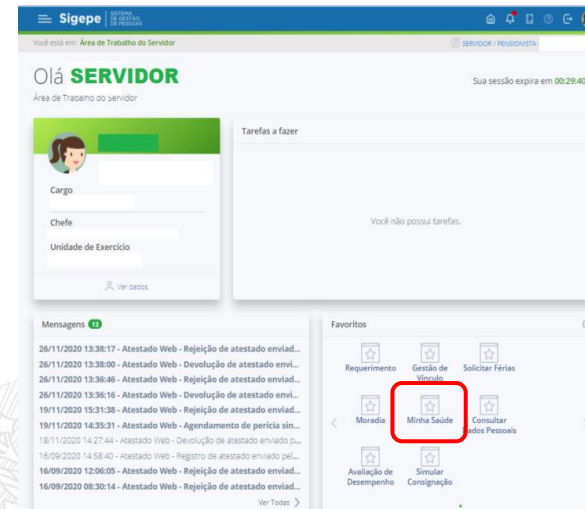 Sigepe SISTEMA DE GESTÃO DE PESSOAS
Você está em: Área de Trabalho do Servidor
SERVIDOR / PENSIONISTA
Olá SERVIDOR
Área de Trabalho do Servidor
Sua sessão expira em 00:29:40
Cargo
Chefe
Unidade de Exercício
Ver dados
Tarefas a fazer
Você não possui tarefas.
Mensagens 13
26/11/2020 13:38:17 - Atestado Web - Rejeição de atestado enviad...
26/11/2020 13:38:00 - Atestado Web - Devolução de atestado envi...
26/11/2020 13:36:46 - Atestado Web - Rejeição de atestado enviad...
26/11/2020 13:36:16 - Atestado Web - Devolução de atestado envi...
19/11/2020 15:31:38 - Atestado Web - Rejeição de atestado enviad...
19/11/2020 14:35:31 - Atestado Web - Agendamento de perícia sin...
18/11/2020 14:27:44 - Atestado Web - Devolução de atestado enviado p...
16/09/2020 14:58:40 - Atestado Web - Registro de atestado enviado pel...
16/09/2020 12:06:05 - Atestado Web - Rejeição de atestado enviad...
16/09/2020 08:30:14 - Atestado Web - Rejeição de atestado enviad...
Ver Todas
Favoritos
Requerimento
Gestão de
Vínculo
Solicitar Férias
Moradia
Minha Saúde
Consultar
Dados Pessoais
Avaliação de
Desempenho
Simular
Consignação